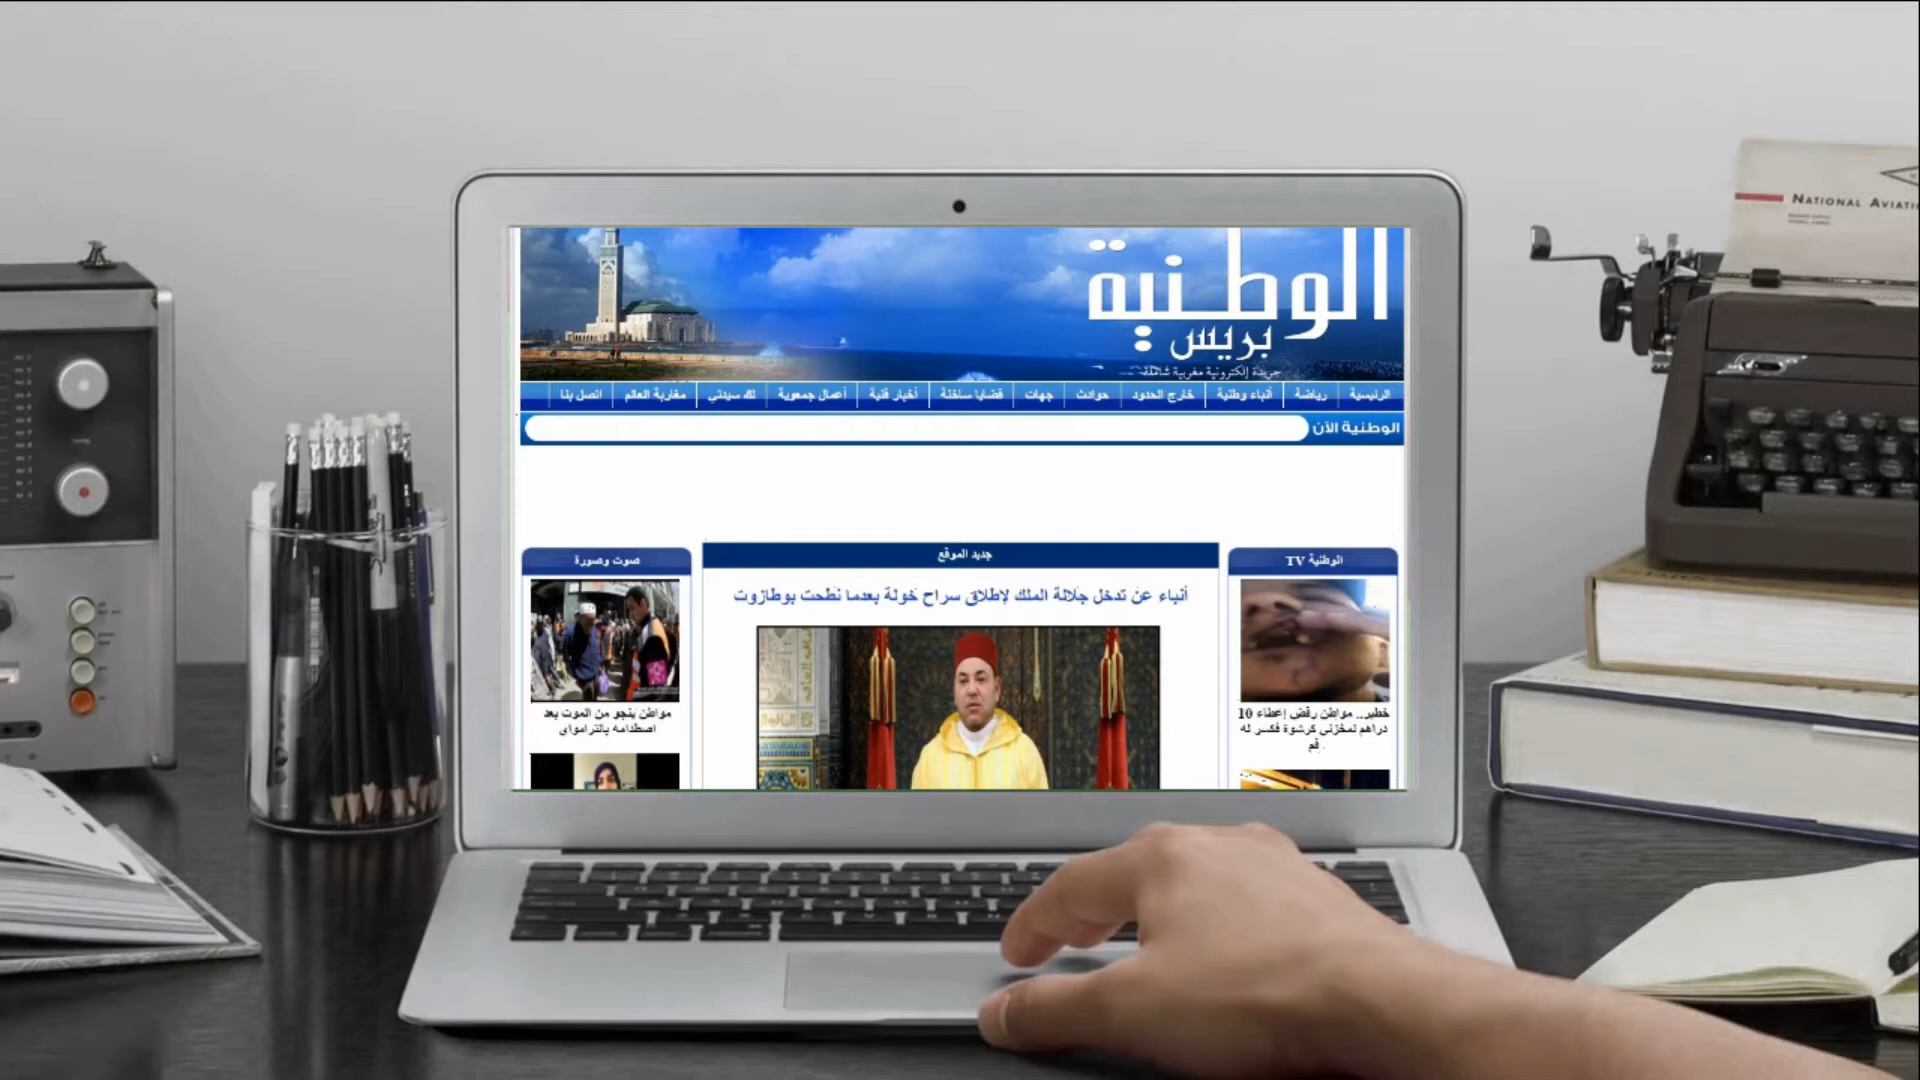 NATIONAL AVIATI
الوطنية
بريس
جريدة إلكترونية مغربية شاملة
الرئيسية
رياضة
أنباء وطنية
خارج الحدود
حوادث
جهات
قضايا ساخنة
أخبار فنية
أعمال جمعوية
لك سيدتي
مغاربة العالم
اتصل بنا
الوطنية الآن
الوطنية TV
جديد الموقع
صوت وصورة
أنباء عن تدخل جلالة الملك لإطلاق سراح خولة بعدما نطحت بوطازوت
خطير.. مواطن رفض إعطاء 10
دراهم لمخزني كرشوة فكسر له
فم
مواطن ينجو من الموت بعد
اصطدامه بالترامواي